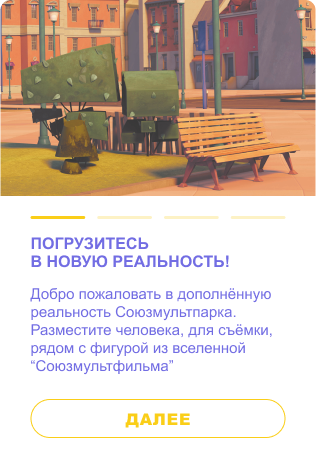 ПОГРУЗИТЕСЬ
В НОВУЮ РЕАЛЬНОСТЬ!
Добро пожаловать в дополнённую
реальность Союзмультпарка.
Разместите человека, для съёмки,
рядом с фигурой из вселенной
“Союзмультфильма”
ДАЛЕЕ